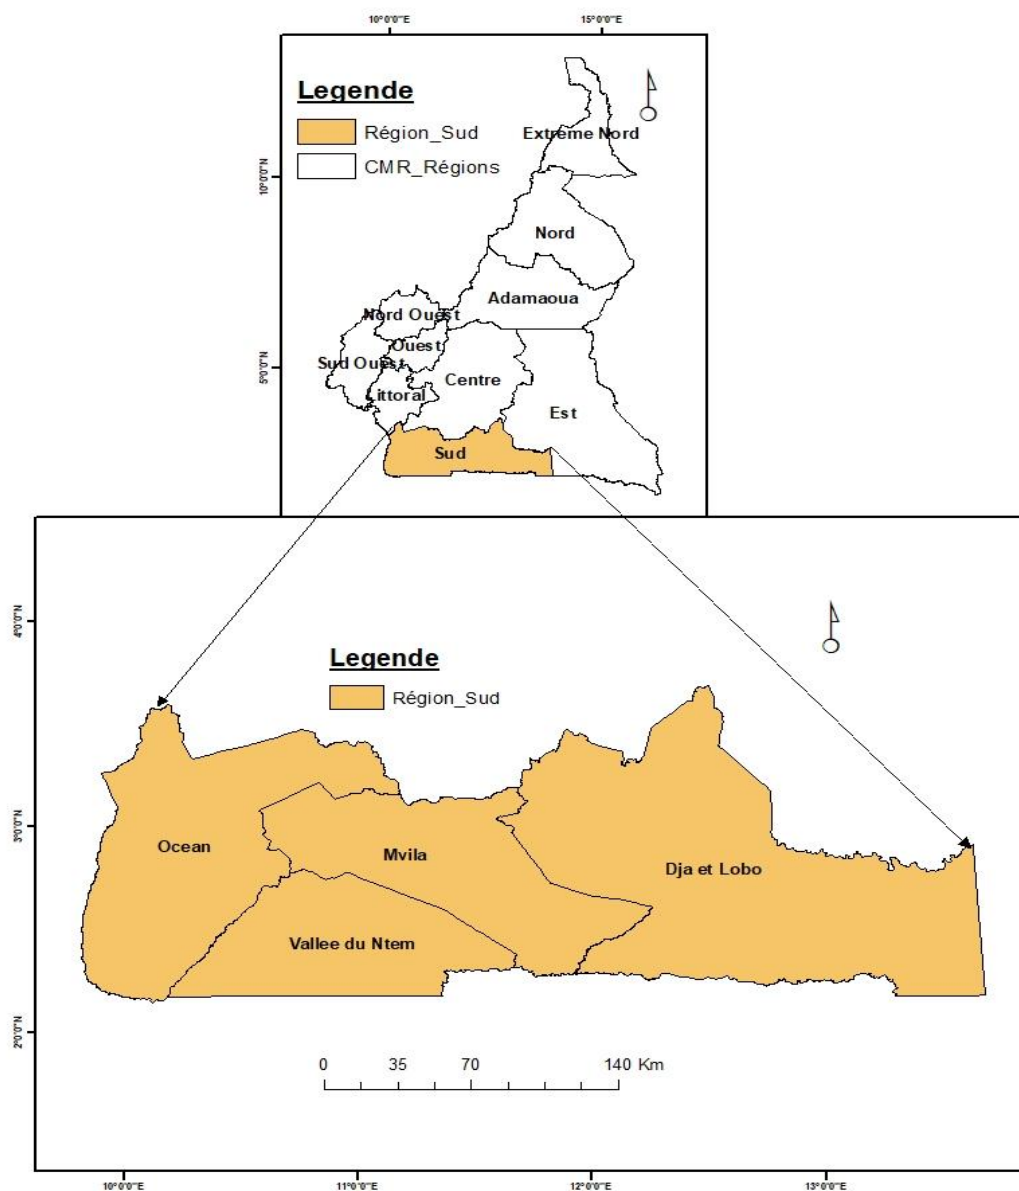 10°0'0"E
15°0'0"E
Legende
Région_Sud
CMR_Régions
Extrême Nord
10°0'0"N
Nord
Adamaoua
Nord Ouest
Ouest
Sud Ouest
5°0'0"N
Centre
Littoral
Est
Sud
4°0'0"N
Legende
Région_Sud
3°0'0"N
Ocean
Mvila
Dja et Lobo
Vallee du Ntem
2°0'0"N
0 35 70 140 Km
10°0'0"E
11°0'0"E
12°0'0"E
13°0'0"E